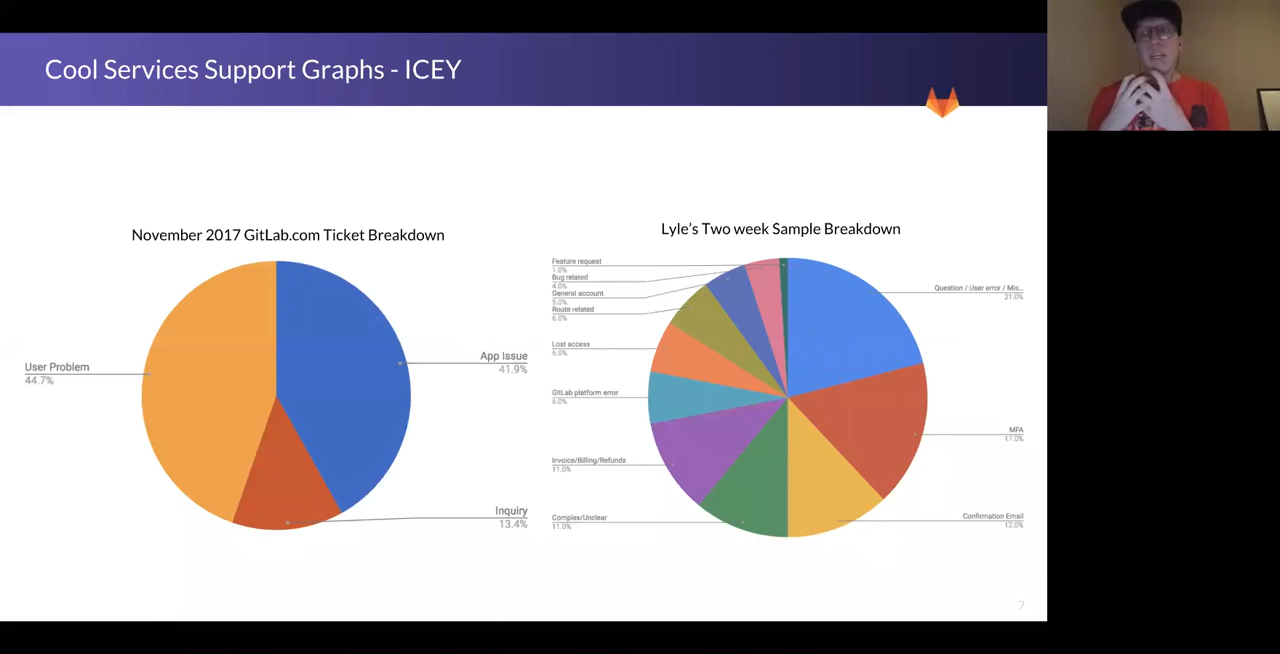 Cool Services Support Graphs - ICEY
November 2017 GitLab.com Ticket Breakdown
User Problem
44.7%
App Issue
41.9%
Inquiry
13.4%
Lyle's Two week Sample Breakdown
Feature request
1.0%
Bug related
4.0%
General account
5.0%
Route related
6.0%
Lost access
6.0%
GitLab platform error
6.0%
Invoice/Billing/Refunds
11.0%
Complex/Unclear
11.0%
Question / User error / Mis...
21.0%
MFA
17.0%
Confirmation Email
12.0%
7